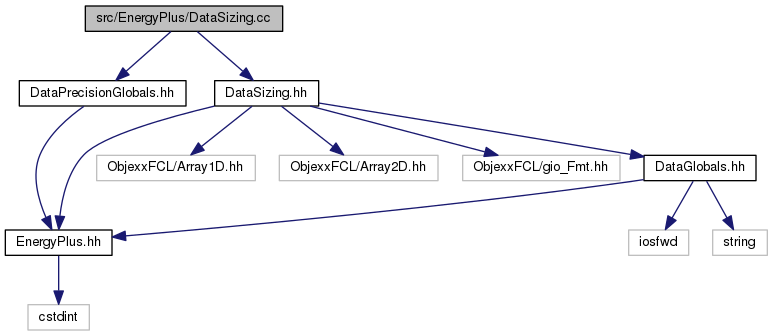 src/EnergyPlus/DataSizing.cc
DataPrecisionGlobals.hh
DataSizing.hh
ObjexxFCL/Array1D.hh
ObjexxFCL/Array2D.hh
ObjexxFCL/gio_Fmt.hh
DataGlobals.hh
EnergyPlus.hh
iosfwd
string
cstdint